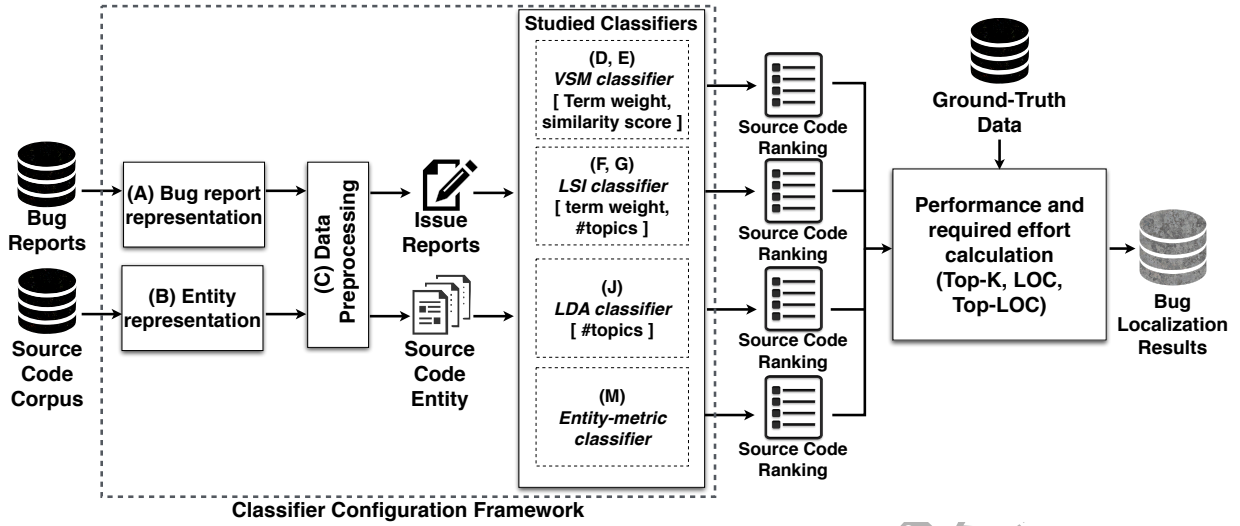 Bug
Reports
Source
Code
Corpus
(A) Bug report
representation
(B) Entity
representation
(C) Data
Preprocessing
Issue
Reports
Source
Code
Entity
Studied Classifiers
(D, E)
VSM classifier
[ Term weight,
similarity score ]
(F, G)
LSI classifier
[ term weight,
#topics ]
(J)
LDA classifier
[ #topics ]
(M)
Entity-metric
classifier
Classifier Configuration Framework
Source Code
Ranking
Source Code
Ranking
Source Code
Ranking
Source Code
Ranking
Ground-Truth
Data
Performance and
required effort
calculation
(Top-K, LOC,
Top-LOC)
Bug
Localization
Results